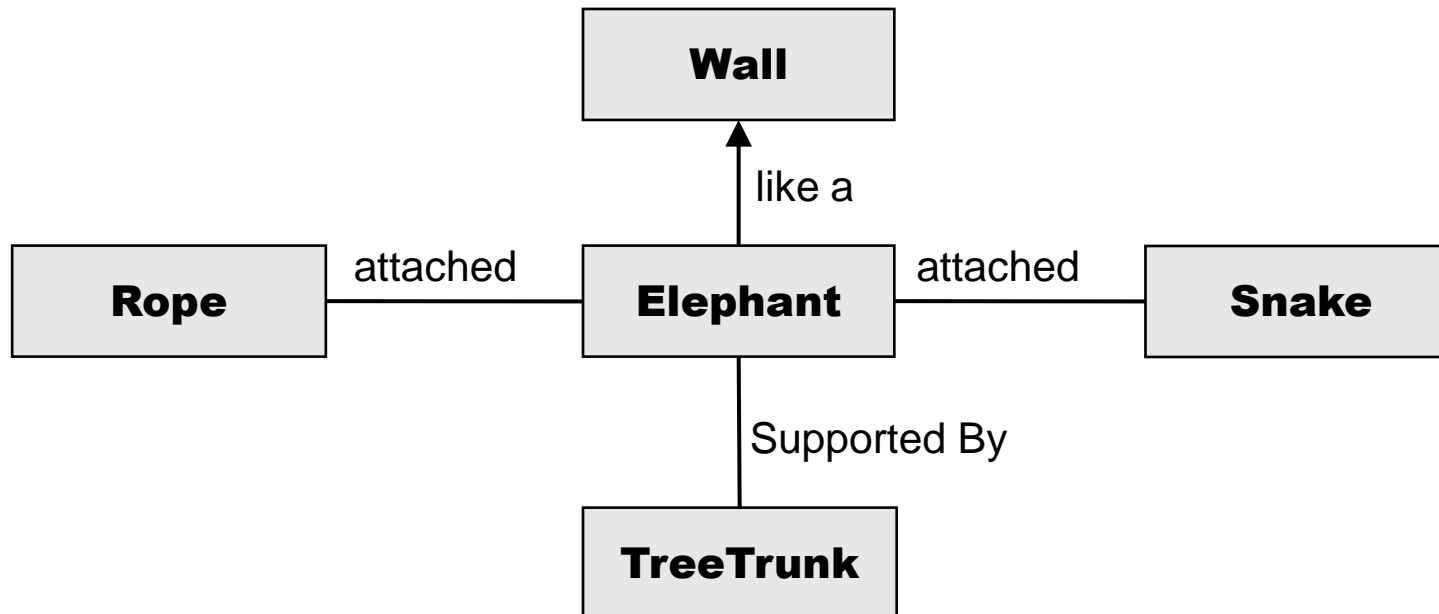 Wall
like a
Rope
attached
Elephant
attached
Snake
Supported By
TreeTrunk